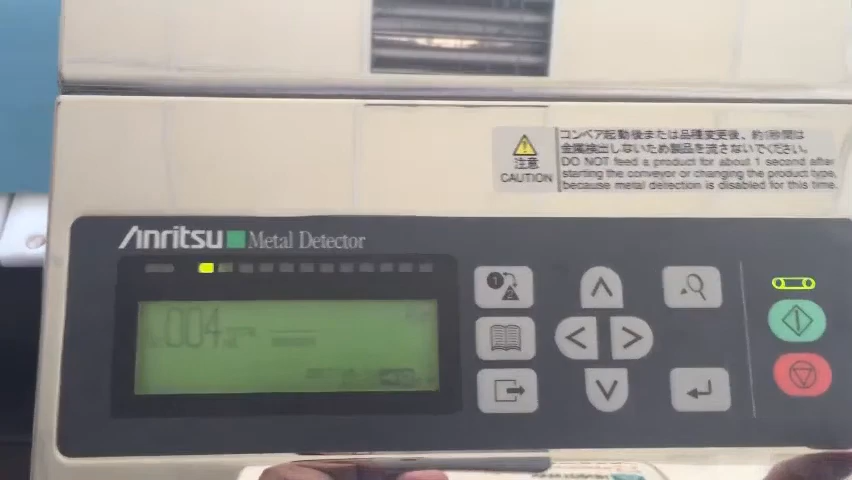 コンベア起動後または品種変更後、約1秒間は
金属検出しないため製品を流さないでください。
注意
CAUTION
DO NOT feed a product for about 1 second after
starting the conveyor or changing the product type,
because metal detection is disabled for this time.
Anritsu Metal Detector
004